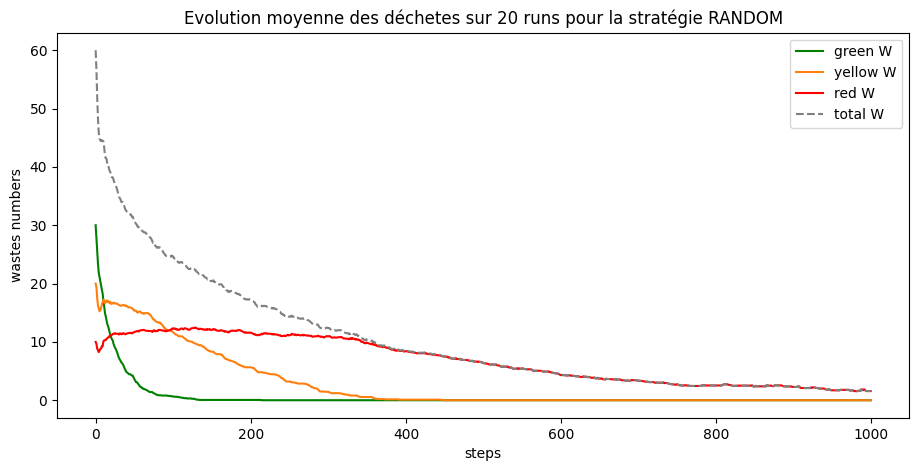 Evolution moyenne des déchetes sur 20 runs pour la stratégie RANDOM
green W
yellow W
red W
total W
wastes numbers
60
50
40
30
20
10
0
0 200 400 600 800 1000
steps